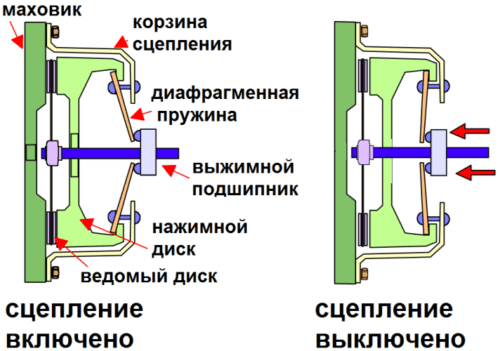 маховик
корзина
сцепления
диафрагменная
пружина
выжимной
подшипник
нажимной
диск
ведомый диск
сцепление
включено
сцепление
выключено